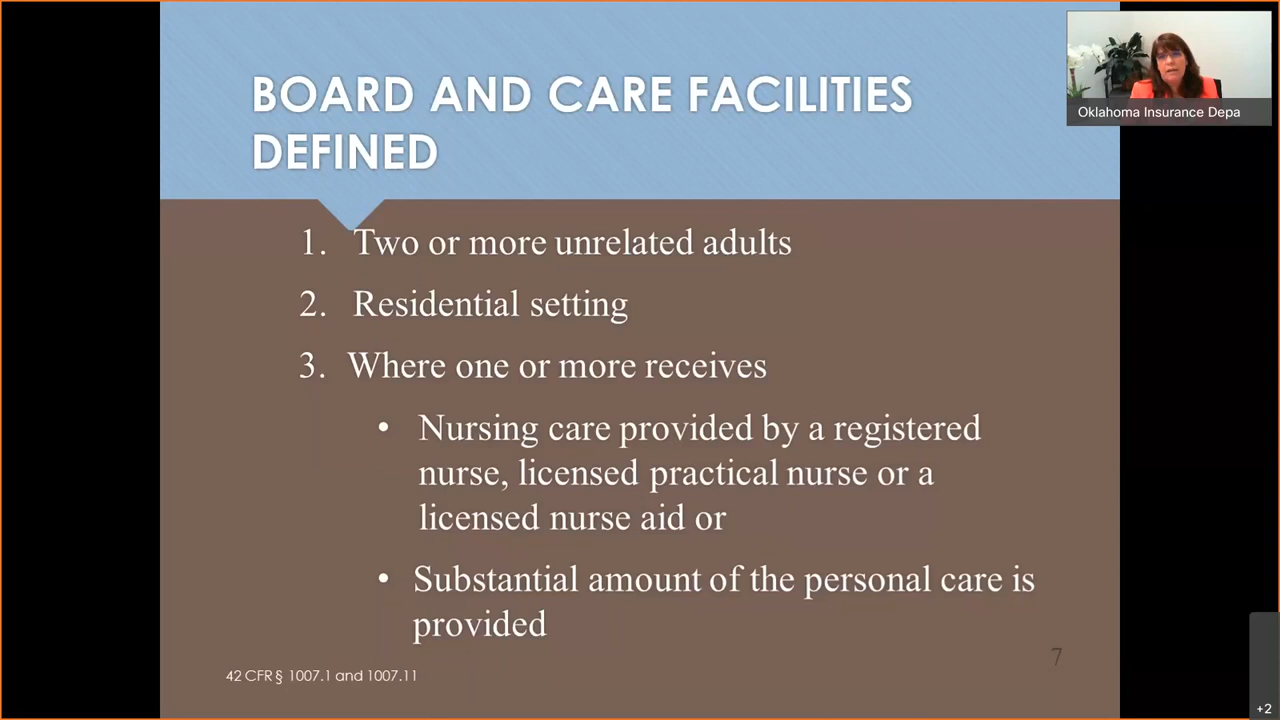 BOARD AND CARE FACILITIES
DEFINED
Oklahoma Insurance Depa
1. Two or more unrelated adults
2. Residential setting
3. Where one or more receives
• Nursing care provided by a registered
nurse, licensed practical nurse or a
licensed nurse aid or
• Substantial amount of the personal care is
provided
7
42 CFR § 1007.1 and 1007.11
+2